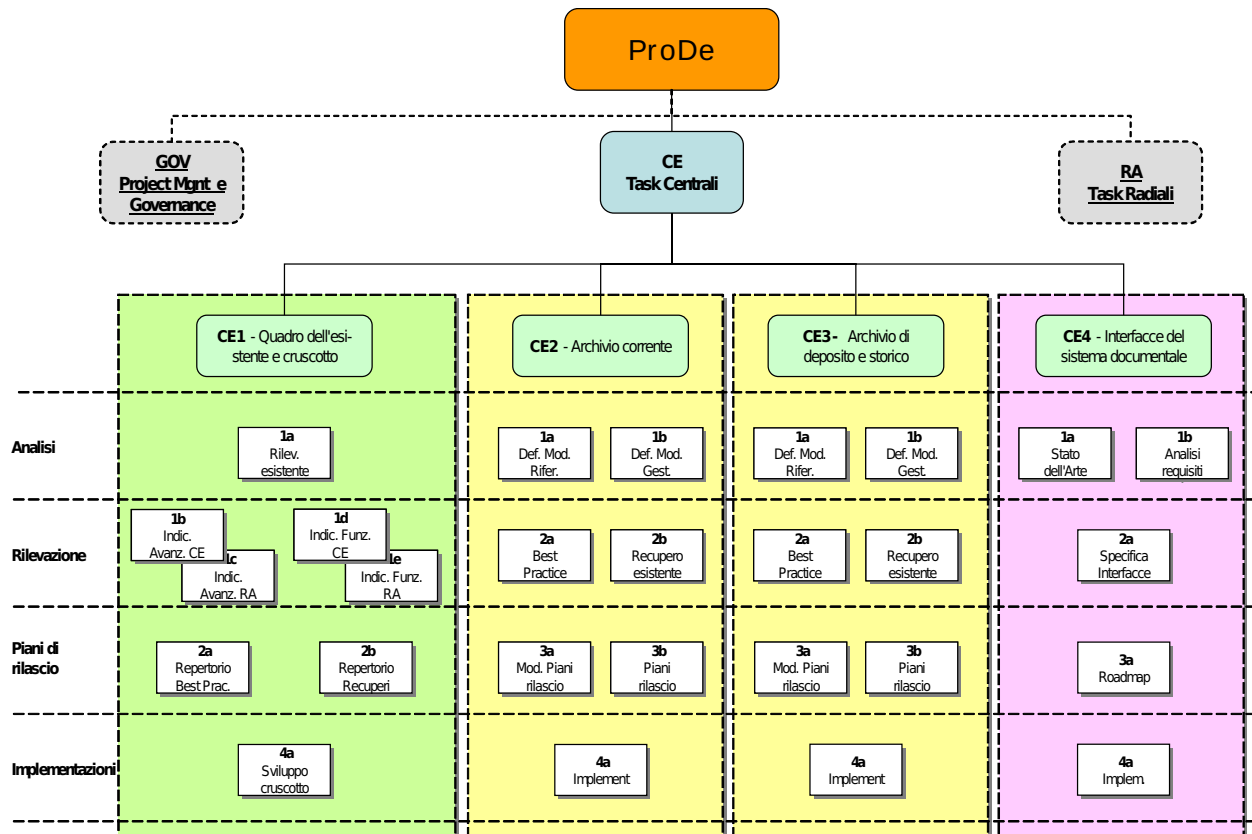 ProDe
GOV
Project Mgnt e
Governance
CE
Task Centrali
RA
Task Radiali
CE1 - Quadro dell'esi-
stente e cruscotto
CE2 - Archivio corrente
CE3- Archivio di
deposito e storico
CE4 - Interfacce del
sistema documentale
Analisi
1a
Rilev.
esistente
1a
Def. Mod.
Rifer.
1b
Def. Mod.
Gest.
1a
Def. Mod.
Rifer.
1b
Def. Mod.
Gest.
1a
Stato
dell'Arte
1b
Analisi
requisiti
Rilevazione
1b
Indic.
Avanz. CE
1c
Indic.
Avanz. RA
1d
Indic. Funz.
CE
1e
Indic. Funz.
RA
2a
Best
Practice
2b
Recupero
esistente
2a
Best
Practice
2b
Recupero
esistente
2a
Specifica
Interfacce
Piani di
rilascio
2a
Repertorio
Best Prac.
2b
Repertorio
Recuperi
3a
Mod. Piani
rilascio
3b
Piani
rilascio
3a
Mod. Piani
rilascio
3b
Piani
rilascio
3a
Roadmap
Implementazioni
4a
Sviluppo
cruscotto
4a
Implement
4a
Implement
4a
Implem.